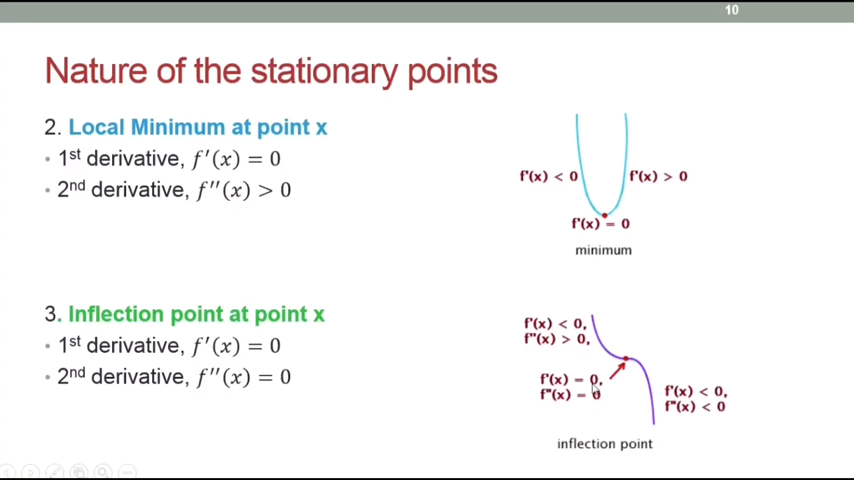 10
Nature of the stationary points
2. Local Minimum at point x
• 1st derivative, f′(x) = 0
• 2nd derivative, f′′(x) > 0
f'(x) < 0
f'(x) > 0
f'(x) = 0
minimum
3. Inflection point at point x
• 1st derivative, f′(x) = 0
• 2nd derivative, f′′(x) = 0
f'(x) < 0,
f"(x) > 0,
f'(x) = 0,
f"(x) = 0
f'(x) < 0,
f"(x) < 0
inflection point